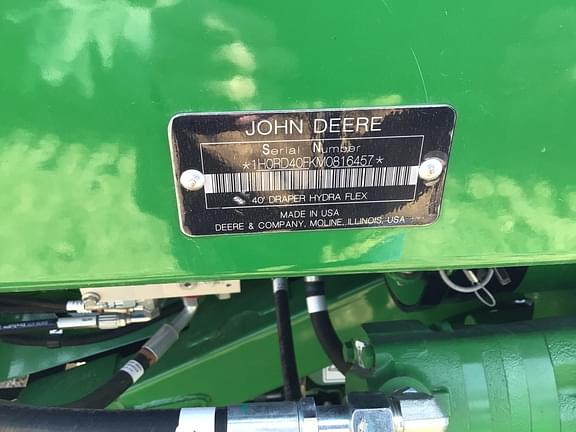 JOHN DEERE
Serial Number
*1H0RD40FKM0816457*
40' DRAPER HYDRA FLEX
MADE IN USA
DEERE & COMPANY, MOLINE, ILLINOIS, USA